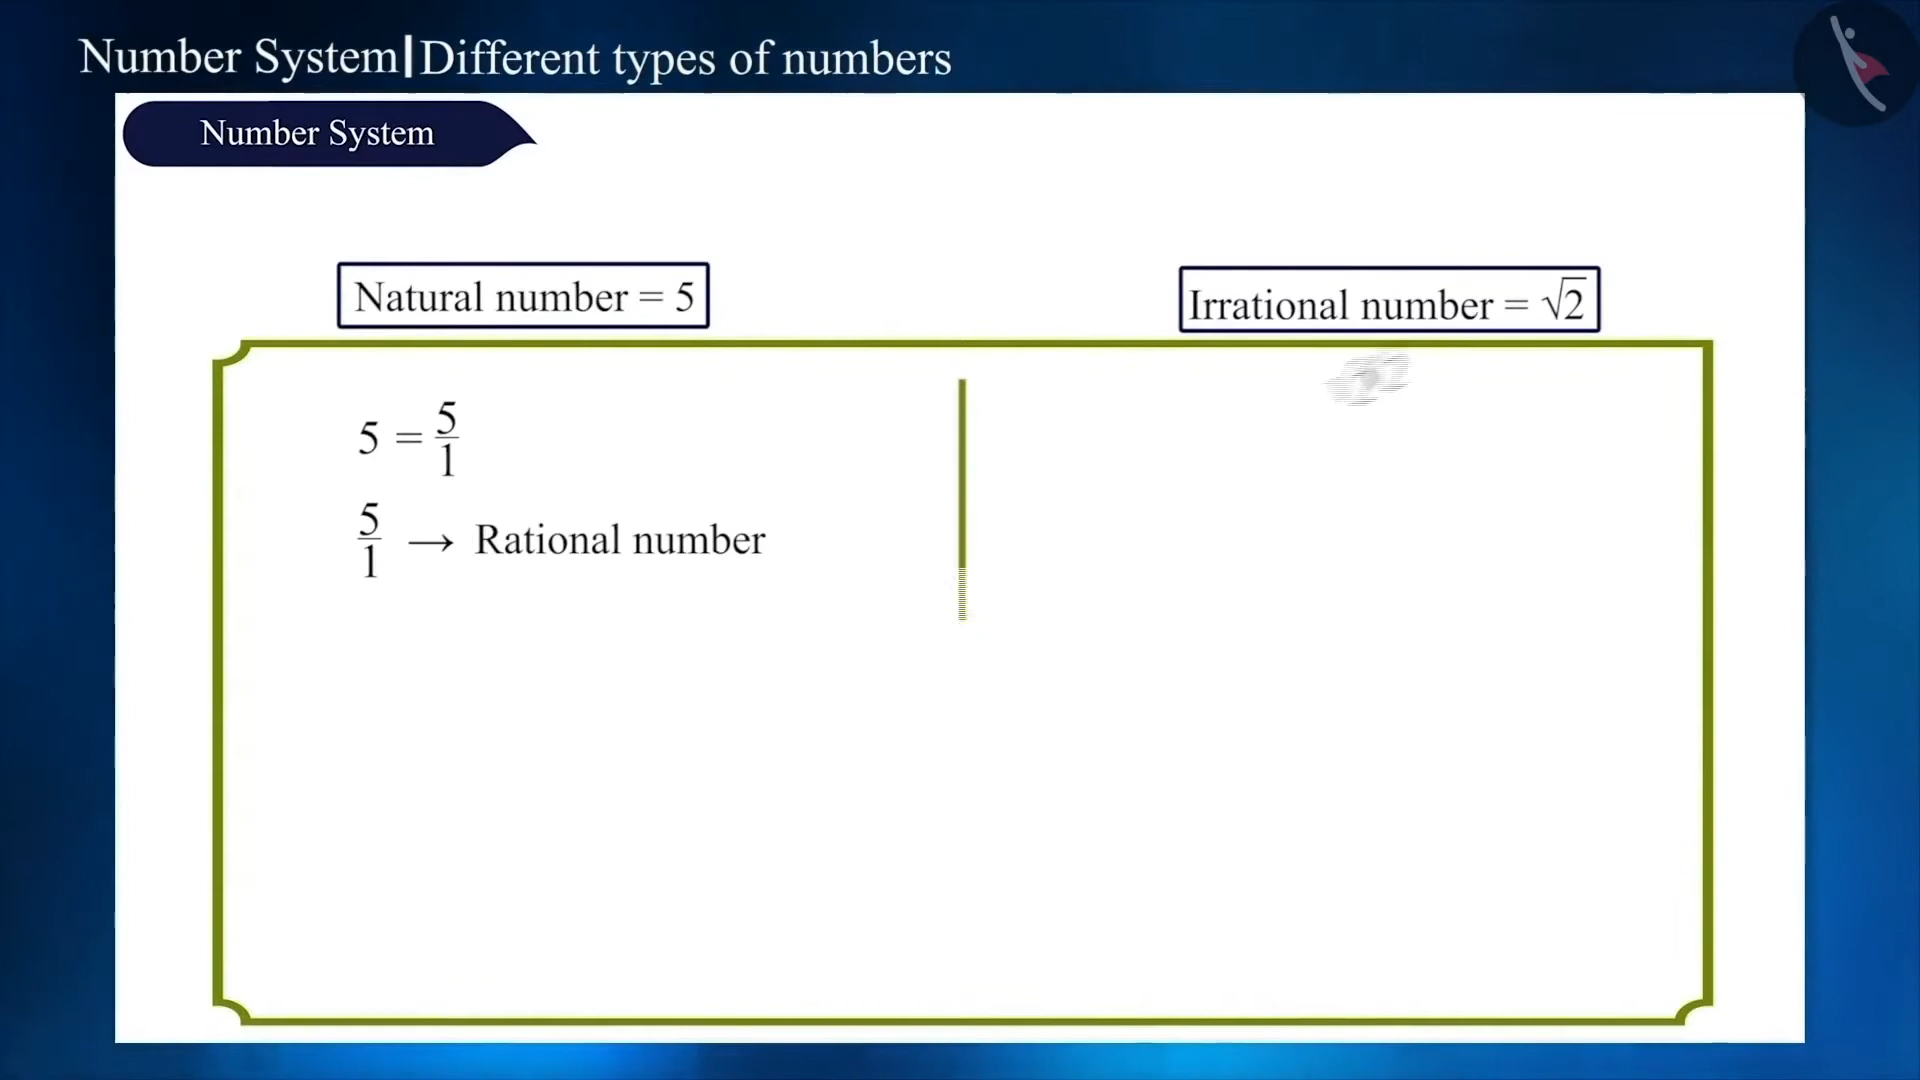 Number System|Different types of numbers
Number System
Natural number = 5
Irrational number = √2
5 = 5/1
5/1 → Rational number